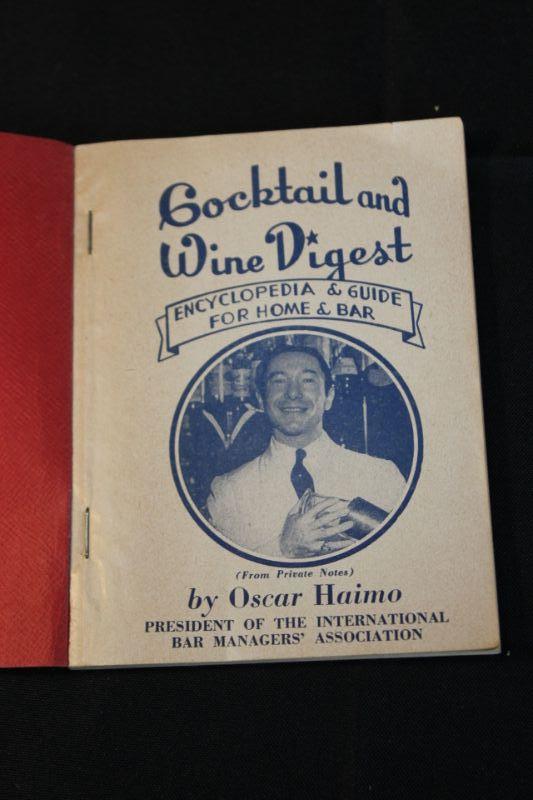 Cocktail and
Wine Digest
ENCYCLOPEDIA & GUIDE
FOR HOME & BAR
(From Private Notes)
by Oscar Haimo
PRESIDENT OF THE INTERNATIONAL
BAR MANAGERS' ASSOCIATION